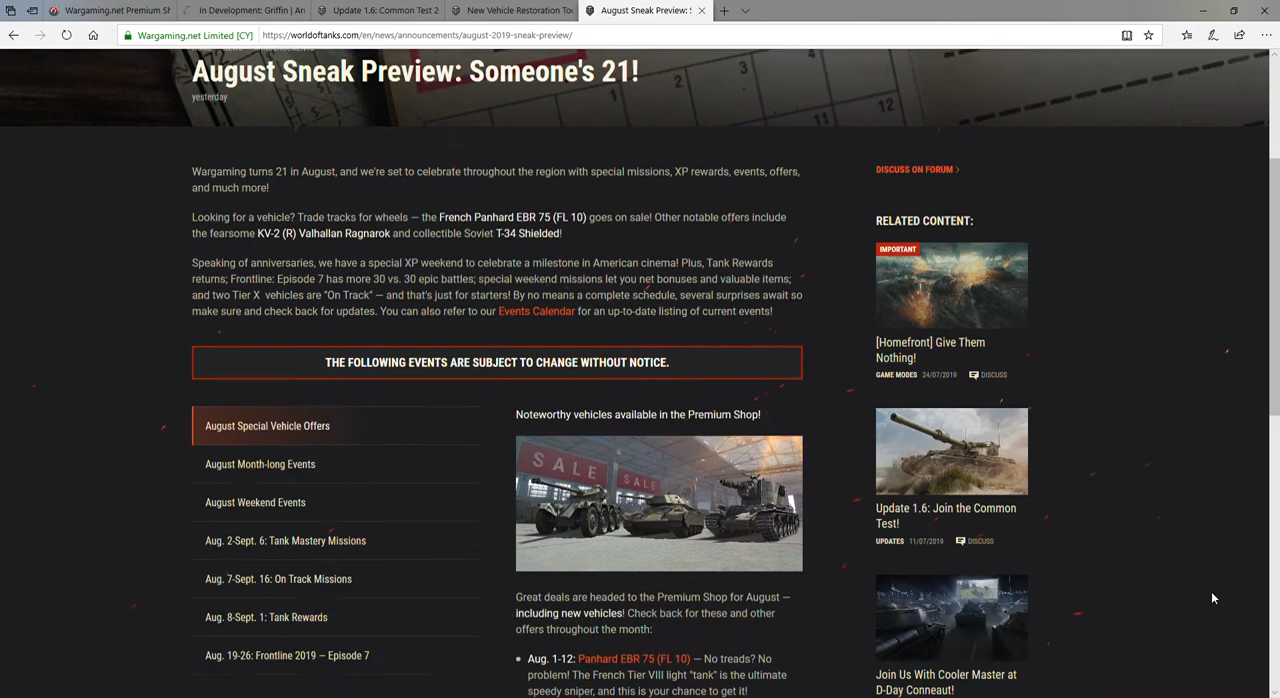 Wargaming.net Premium Sh
In Development: Griffin | Arm
Update 1.6: Common Test 2
New Vehicle Restoration Too
August Sneak Preview: S
Wargaming.net Limited [CY]
https://worldoftanks.com/en/news/announcements/august-2019-sneak-preview/
August Sneak Preview: Someone's 21!
yesterday
1 2 3 4
11 12
Wargaming turns 21 in August, and we're set to celebrate throughout the region with special missions, XP rewards, events, offers,
and much more!
Looking for a vehicle? Trade tracks for wheels — the French Panhard EBR 75 (FL 10) goes on sale! Other notable offers include
the fearsome KV-2 (R) Valhallan Ragnarok and collectible Soviet T-34 Shielded!
Speaking of anniversaries, we have a special XP weekend to celebrate a milestone in American cinema! Plus, Tank Rewards
returns; Frontline: Episode 7 has more 30 vs. 30 epic battles; special weekend missions let you net bonuses and valuable items;
and two Tier X vehicles are "On Track" — and that's just for starters! By no means a complete schedule, several surprises await so
make sure and check back for updates. You can also refer to our Events Calendar for an up-to-date listing of current events!
THE FOLLOWING EVENTS ARE SUBJECT TO CHANGE WITHOUT NOTICE.
August Special Vehicle Offers
August Month-long Events
August Weekend Events
Aug. 2-Sept. 6: Tank Mastery Missions
Aug. 7-Sept. 16: On Track Missions
Aug. 8-Sept. 1: Tank Rewards
Aug. 19-26: Frontline 2019 — Episode 7
Noteworthy vehicles available in the Premium Shop!
SALE
SALE
Great deals are headed to the Premium Shop for August —
including new vehicles! Check back for these and other
offers throughout the month:
• Aug. 1-12: Panhard EBR 75 (FL 10) — No treads? No
problem! The French Tier VIII light "tank" is the ultimate
speedy sniper, and this is your chance to get it!
DISCUSS ON FORUM >
RELATED CONTENT:
IMPORTANT
[Homefront] Give Them
Nothing!
GAME MODES 24/07/2019 DISCUSS
Update 1.6: Join the Common
Test!
UPDATES 11/07/2019 DISCUSS
Join Us With Cooler Master at
D-Day Conneaut!